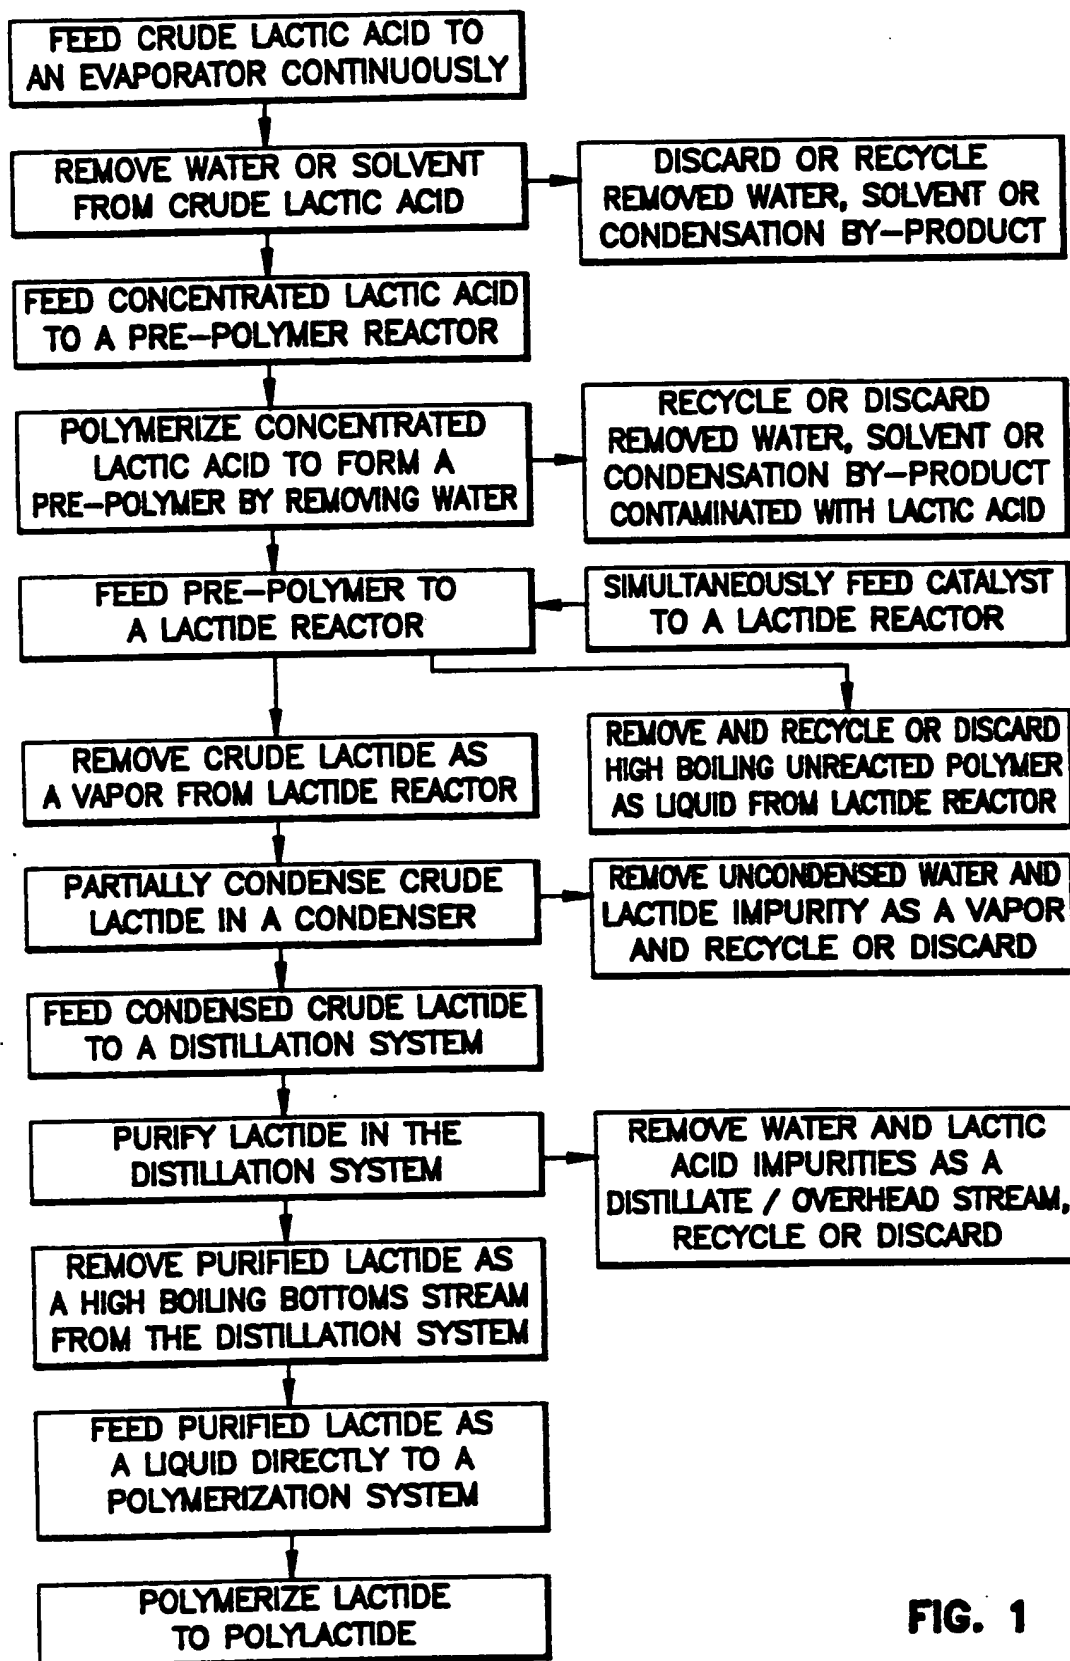 FEED CRUDE LACTIC ACID TO
AN EVAPORATOR CONTINUOUSLY
REMOVE WATER OR SOLVENT
FROM CRUDE LACTIC ACID
DISCARD OR RECYCLE
REMOVED WATER, SOLVENT OR
CONDENSATION BY-PRODUCT
FEED CONCENTRATED LACTIC ACID
TO A PRE-POLYMER REACTOR
POLYMERIZE CONCENTRATED
LACTIC ACID TO FORM A
PRE-POLYMER BY REMOVING WATER
RECYCLE OR DISCARD
REMOVED WATER, SOLVENT OR
CONDENSATION BY-PRODUCT
CONTAMINATED WITH LACTIC ACID
FEED PRE-POLYMER TO
A LACTIDE REACTOR
SIMULTANEOUSLY FEED CATALYST
TO A LACTIDE REACTOR
REMOVE CRUDE LACTIDE AS
A VAPOR FROM LACTIDE REACTOR
REMOVE AND RECYCLE OR DISCARD
HIGH BOILING UNREACTED POLYMER
AS LIQUID FROM LACTIDE REACTOR
PARTIALLY CONDENSE CRUDE
LACTIDE IN A CONDENSER
REMOVE UNCONDENSED WATER AND
LACTIDE IMPURITY AS A VAPOR
AND RECYCLE OR DISCARD
FEED CONDENSED CRUDE LACTIDE
TO A DISTILLATION SYSTEM
PURIFY LACTIDE IN THE
DISTILLATION SYSTEM
REMOVE WATER AND LACTIC
ACID IMPURITIES AS A
DISTILLATE / OVERHEAD STREAM,
RECYCLE OR DISCARD
REMOVE PURIFIED LACTIDE AS
A HIGH BOILING BOTTOMS STREAM
FROM THE DISTILLATION SYSTEM
FEED PURIFIED LACTIDE AS
A LIQUID DIRECTLY TO A
POLYMERIZATION SYSTEM
POLYMERIZE LACTIDE
TO POLYLACTIDE
FIG. 1